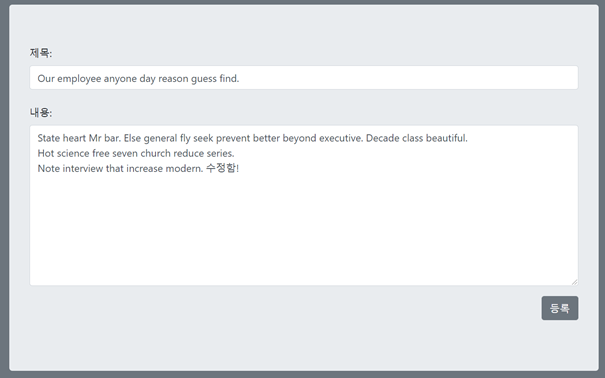 제목:
Our employee anyone day reason guess find.
내용:
State heart Mr bar. Else general fly seek prevent better beyond executive. Decade class beautiful.
Hot science free seven church reduce series.
Note interview that increase modern. 수정함!
등록